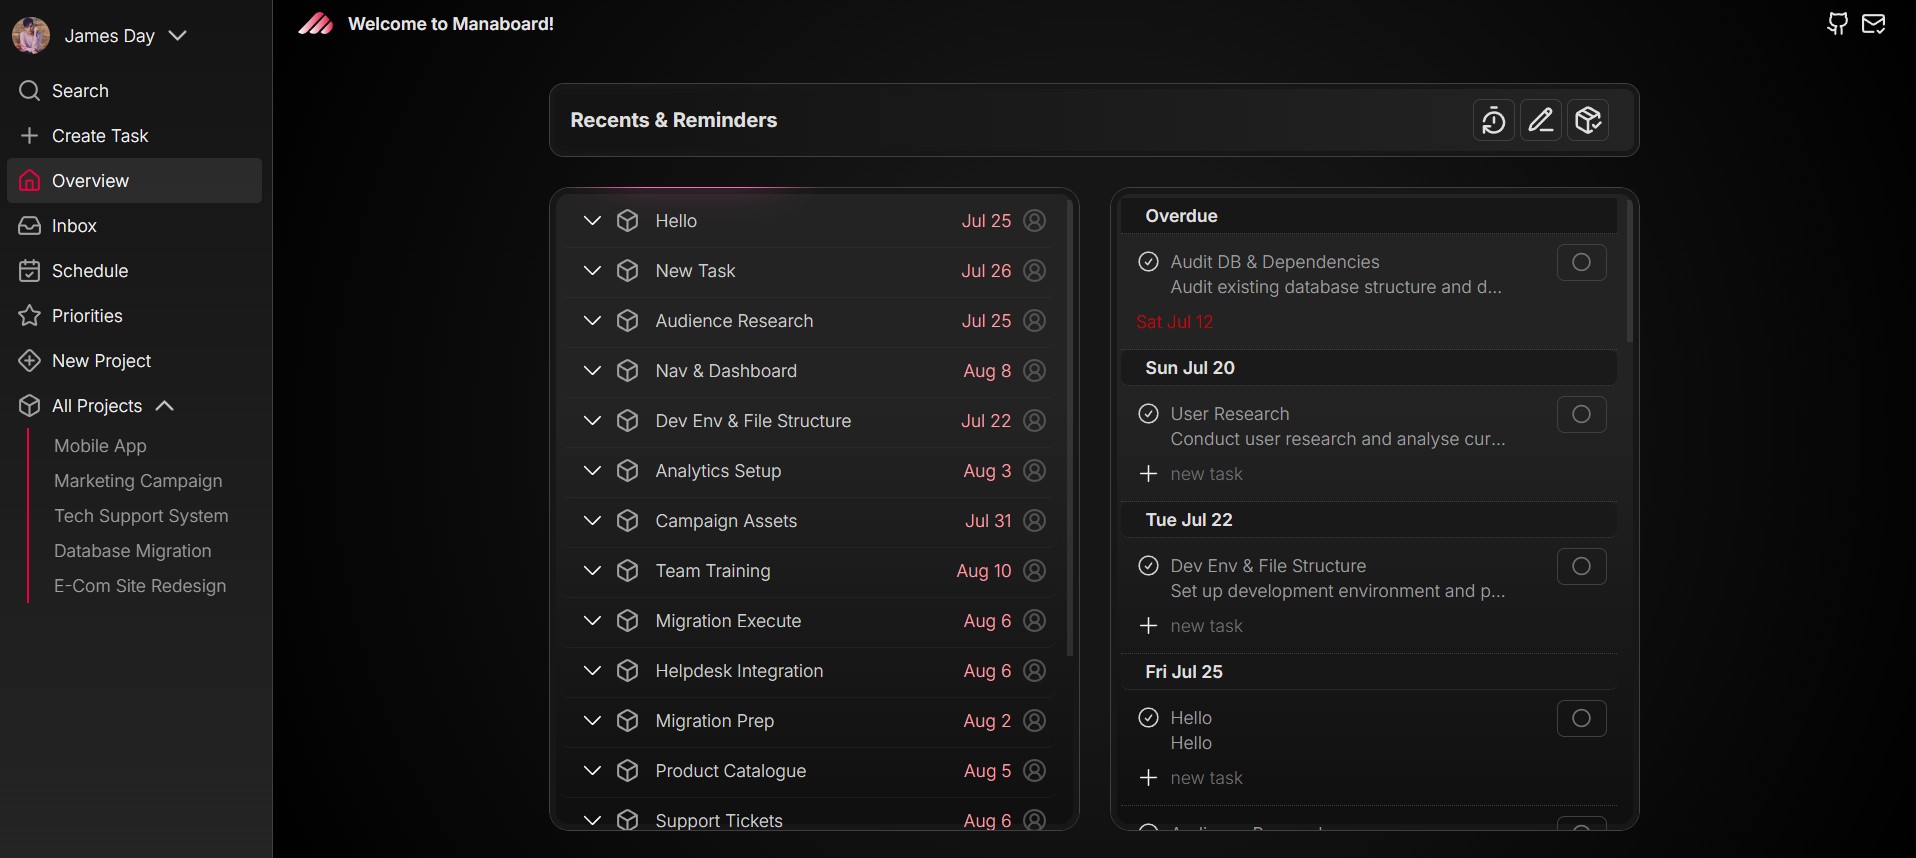 James Day
Search
Create Task
Overview
Inbox
Schedule
Priorities
New Project
All Projects
Mobile App
Marketing Campaign
Tech Support System
Database Migration
E-Com Site Redesign
Welcome to Manaboard!
Recents & Reminders
Hello Jul 25
New Task Jul 26
Audience Research Jul 25
Nav & Dashboard Aug 8
Dev Env & File Structure Jul 22
Analytics Setup Aug 3
Campaign Assets Jul 31
Team Training Aug 10
Migration Execute Aug 6
Helpdesk Integration Aug 6
Migration Prep Aug 2
Product Catalogue Aug 5
Support Tickets Aug 6
Overdue
Audit DB & Dependencies
Audit existing database structure and d...
Sat Jul 12
Sun Jul 20
User Research
Conduct user research and analyse cur...
new task
Tue Jul 22
Dev Env & File Structure
Set up development environment and p...
new task
Fri Jul 25
Hello
Hello
new task